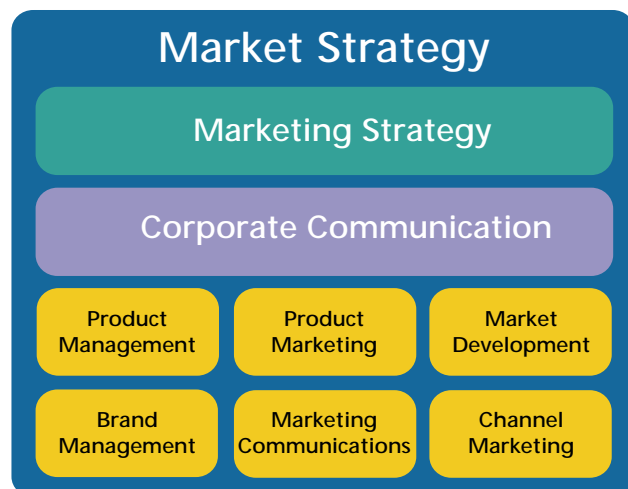 Market Strategy
Marketing Strategy
Corporate Communication
Product
Management
Product
Marketing
Market
Development
Brand
Management
Marketing
Communications
Channel
Marketing